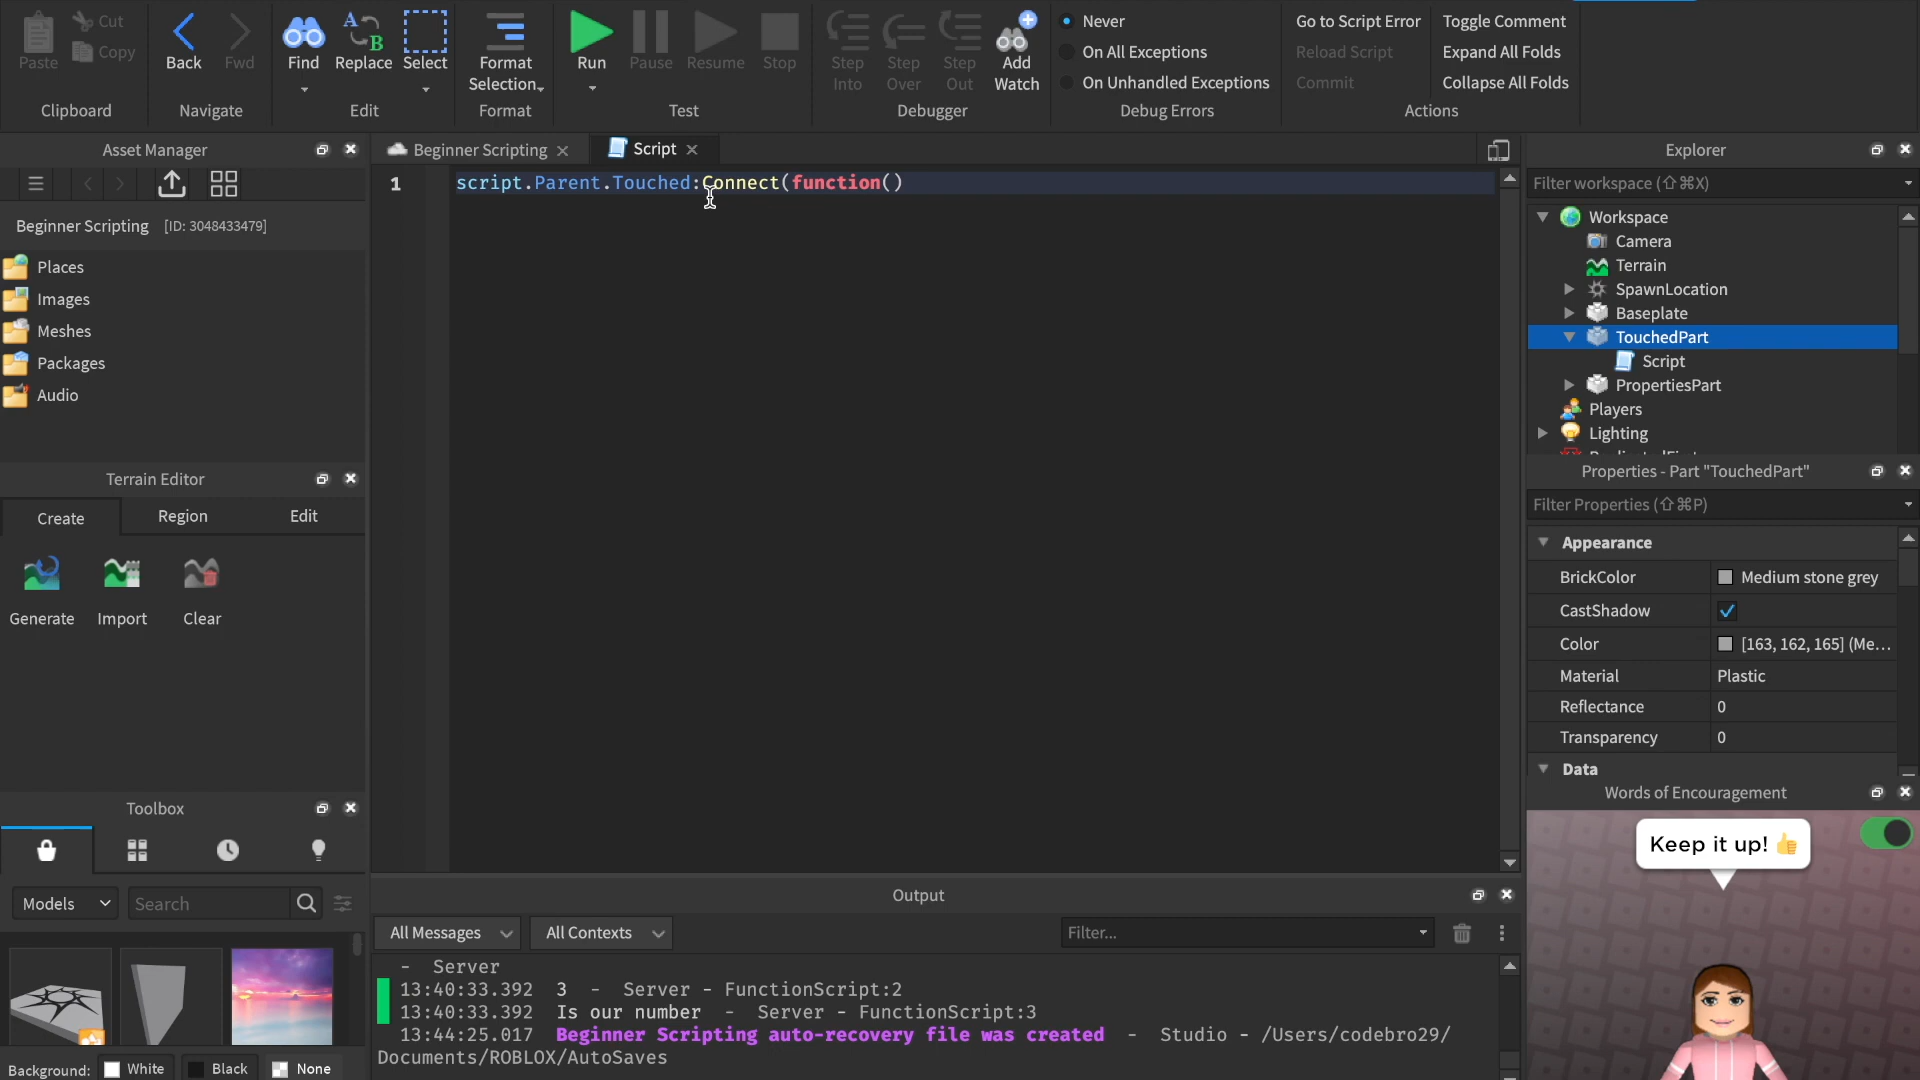 Paste
Cut
Copy
Clipboard
Back
Fwd
Navigate
Find
Replace
Select
Edit
Format
Selection
Format
Run
Pause
Resume
Stop
Test
Step
Into
Step
Over
Step
Out
Add
Watch
Debugger
Never
On All Exceptions
On Unhandled Exceptions
Debug Errors
Go to Script Error
Reload Script
Commit
Toggle Comment
Expand All Folds
Collapse All Folds
Actions
Asset Manager
Beginner Scripting [ID: 3048433479]
Places
Images
Meshes
Packages
Audio
Terrain Editor
Create Region Edit
Generate Import Clear
Toolbox
Models Search
Background: White Black None
Beginner Scripting
Script
1 script.Parent.Touched:Connect(function()
Output
All Messages All Contexts Filter...
- Server
13:40:33.392 3 - Server - FunctionScript:2
13:40:33.392 Is our number - Server - FunctionScript:3
13:44:25.017 Beginner Scripting auto-recovery file was created - Studio - /Users/codebro29/
Documents/ROBLOX/AutoSaves
Explorer
Filter workspace (⇧⌘X)
Workspace
Camera
Terrain
SpawnLocation
Baseplate
TouchedPart
Script
PropertiesPart
Players
Lighting
Properties - Part "TouchedPart"
Filter Properties (⇧⌘P)
Appearance
BrickColor Medium stone grey
CastShadow
Color [163, 162, 165] (Me...
Material Plastic
Reflectance 0
Transparency 0
Data
Words of Encouragement
Keep it up! 👍